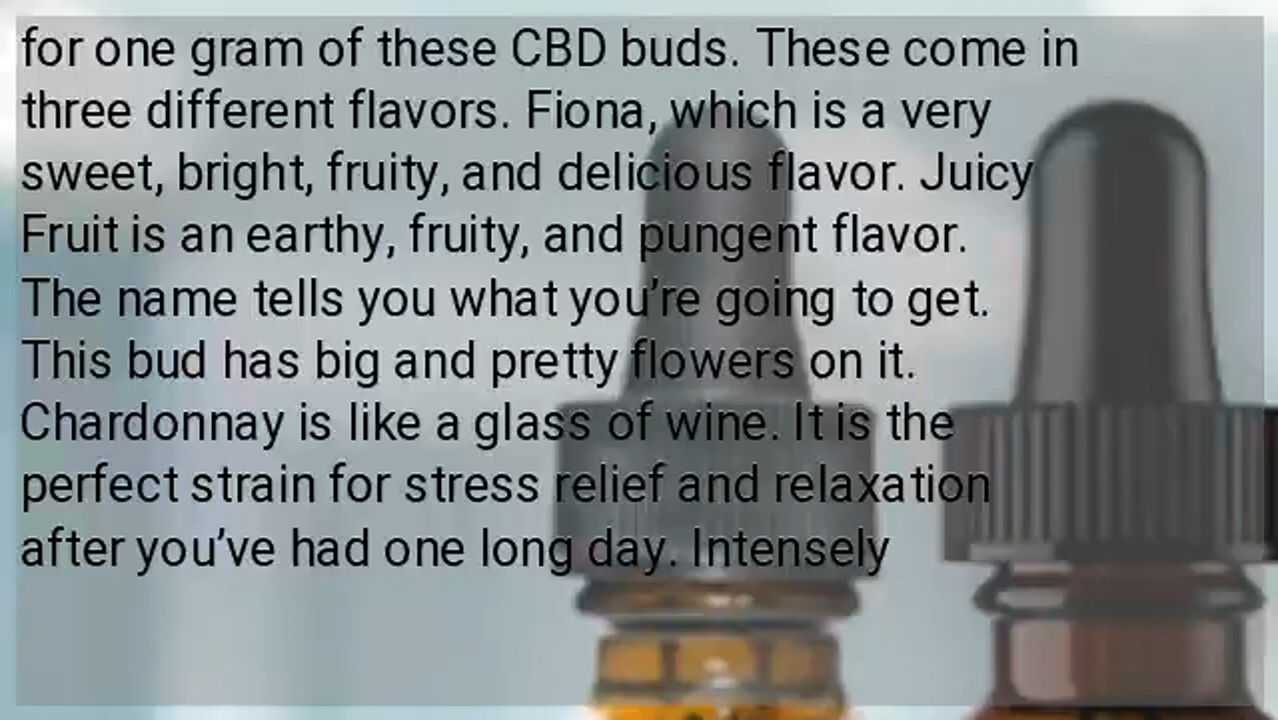 for one gram of these CBD buds. These come in
three different flavors. Fiona, which is a very
sweet, bright, fruity, and delicious flavor. Juicy
Fruit is an earthy, fruity, and pungent flavor.
The name tells you what you’re going to get.
This bud has big and pretty flowers on it.
Chardonnay is like a glass of wine. It is the
perfect strain for stress relief and relaxation
after you’ve had one long day. Intensely